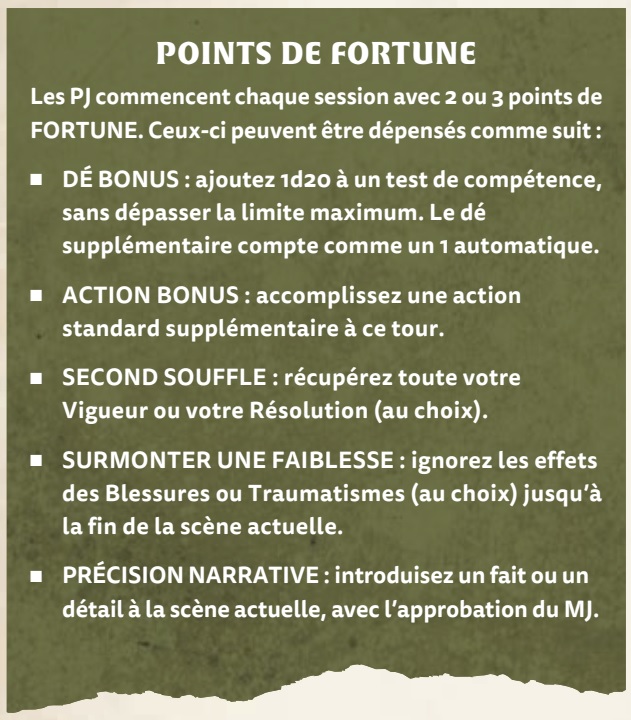 POINTS DE FORTUNE
Les PJ commencent chaque session avec 2 ou 3 points de
FORTUNE. Ceux-ci peuvent être dépensés comme suit :
■ DÉ BONUS : ajoutez 1d20 à un test de compétence,
sans dépasser la limite maximum. Le dé
supplémentaire compte comme un 1 automatique.
■ ACTION BONUS : accomplissez une action
standard supplémentaire à ce tour.
■ SECOND SOUFFLE : récupérez toute votre
Vigueur ou votre Résolution (au choix).
■ SURMONTER UNE FAIBLESSE : ignorez les effets
des Blessures ou Traumatismes (au choix) jusqu’à
la fin de la scène actuelle.
■ PRÉCISION NARRATIVE : introduisez un fait ou un
détail à la scène actuelle, avec l’approbation du MJ.